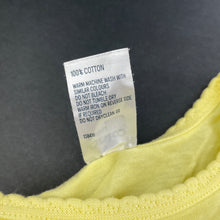 100% COTTON
WARM MACHINE WASH WITH
SIMILAR COLOURS
DO NOT BLEACH
DO NOT TUMBLE DRY
WARM IRON ON REVERSE SIDE
IF REQUIRED
DO NOT DRYCLEAN